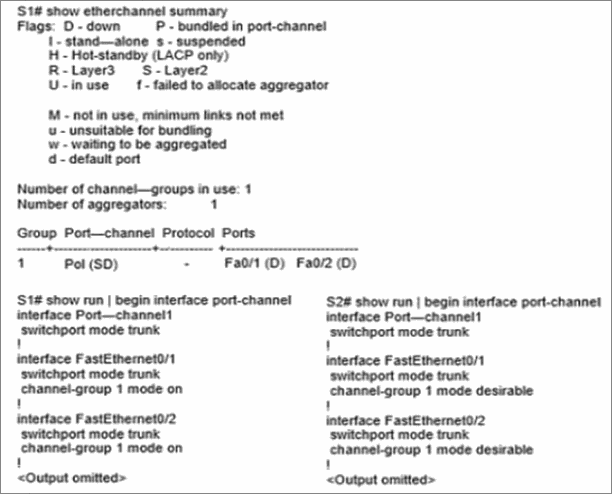 S1# show etherchannel summary
Flags: D - down P - bundled in port-channel
I - stand—alone s - suspended
H - Hot-standby (LACP only)
R - Layer3 S - Layer2
U - in use f - failed to allocate aggregator
M - not in use, minimum links not met
u - unsuitable for bundling
w - waiting to be aggregated
d - default port
Number of channel—groups in use: 1
Number of aggregators: 1
Group Port—channel Protocol Ports
------+----------------------+------------+-----------------------------
1 Pol (SD) - Fa0/1 (D) Fa0/2 (D)
S1# show run | begin interface port-channel
interface Port—channel1
switchport mode trunk
!
interface FastEthernet0/1
switchport mode trunk
channel-group 1 mode on
!
interface FastEthernet0/2
switchport mode trunk
channel-group 1 mode on
!
<Output omitted>
S2# show run | begin interface port-channel
interface Port—channel1
switchport mode trunk
!
interface FastEthernet0/1
switchport mode trunk
channel-group 1 mode desirable
!
interface FastEthernet0/2
switchport mode trunk
channel-group 1 mode desirable
!
<Output omitted>